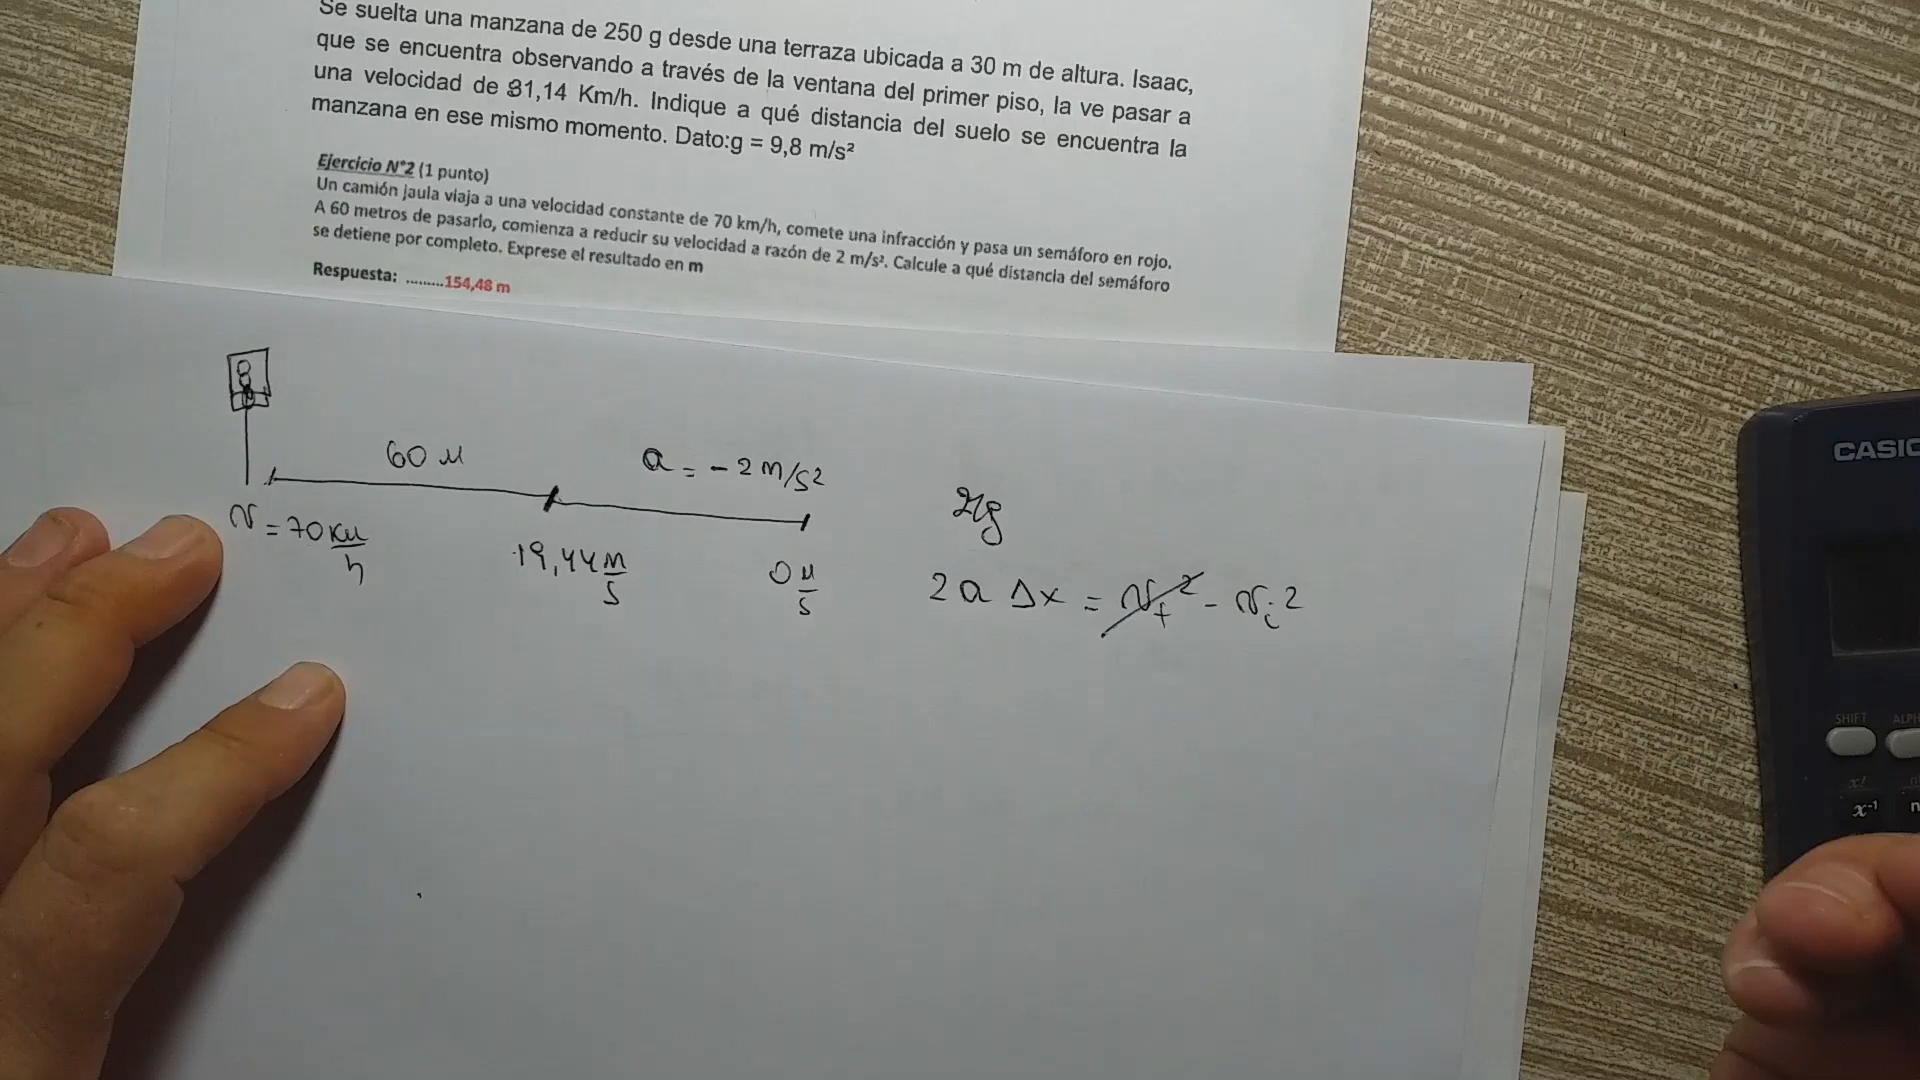 Se suelta una manzana de 250 g desde una terraza ubicada a 30 m de altura. Isaac,
que se encuentra observando a través de la ventana del primer piso, la ve pasar a
una velocidad de 81,14 Km/h. Indique a qué distancia del suelo se encuentra la
manzana en ese mismo momento. Dato:g = 9,8 m/s²
Ejercicio N°2 (1 punto)
Un camión jaula viaja a una velocidad constante de 70 km/h, comete una infracción y pasa un semáforo en rojo.
A 60 metros de pasarlo, comienza a reducir su velocidad a razón de 2 m/s². Calcule a qué distancia del semáforo
se detiene por completo. Exprese el resultado en m
Respuesta: .........154,48 m
60 M
a = -2 m/s²
v = 70 KM/h
19,44 m/s
0 M/s
2 a Δx = Vf² - Vi²
CASIO
SHIFT
x!
x⁻¹